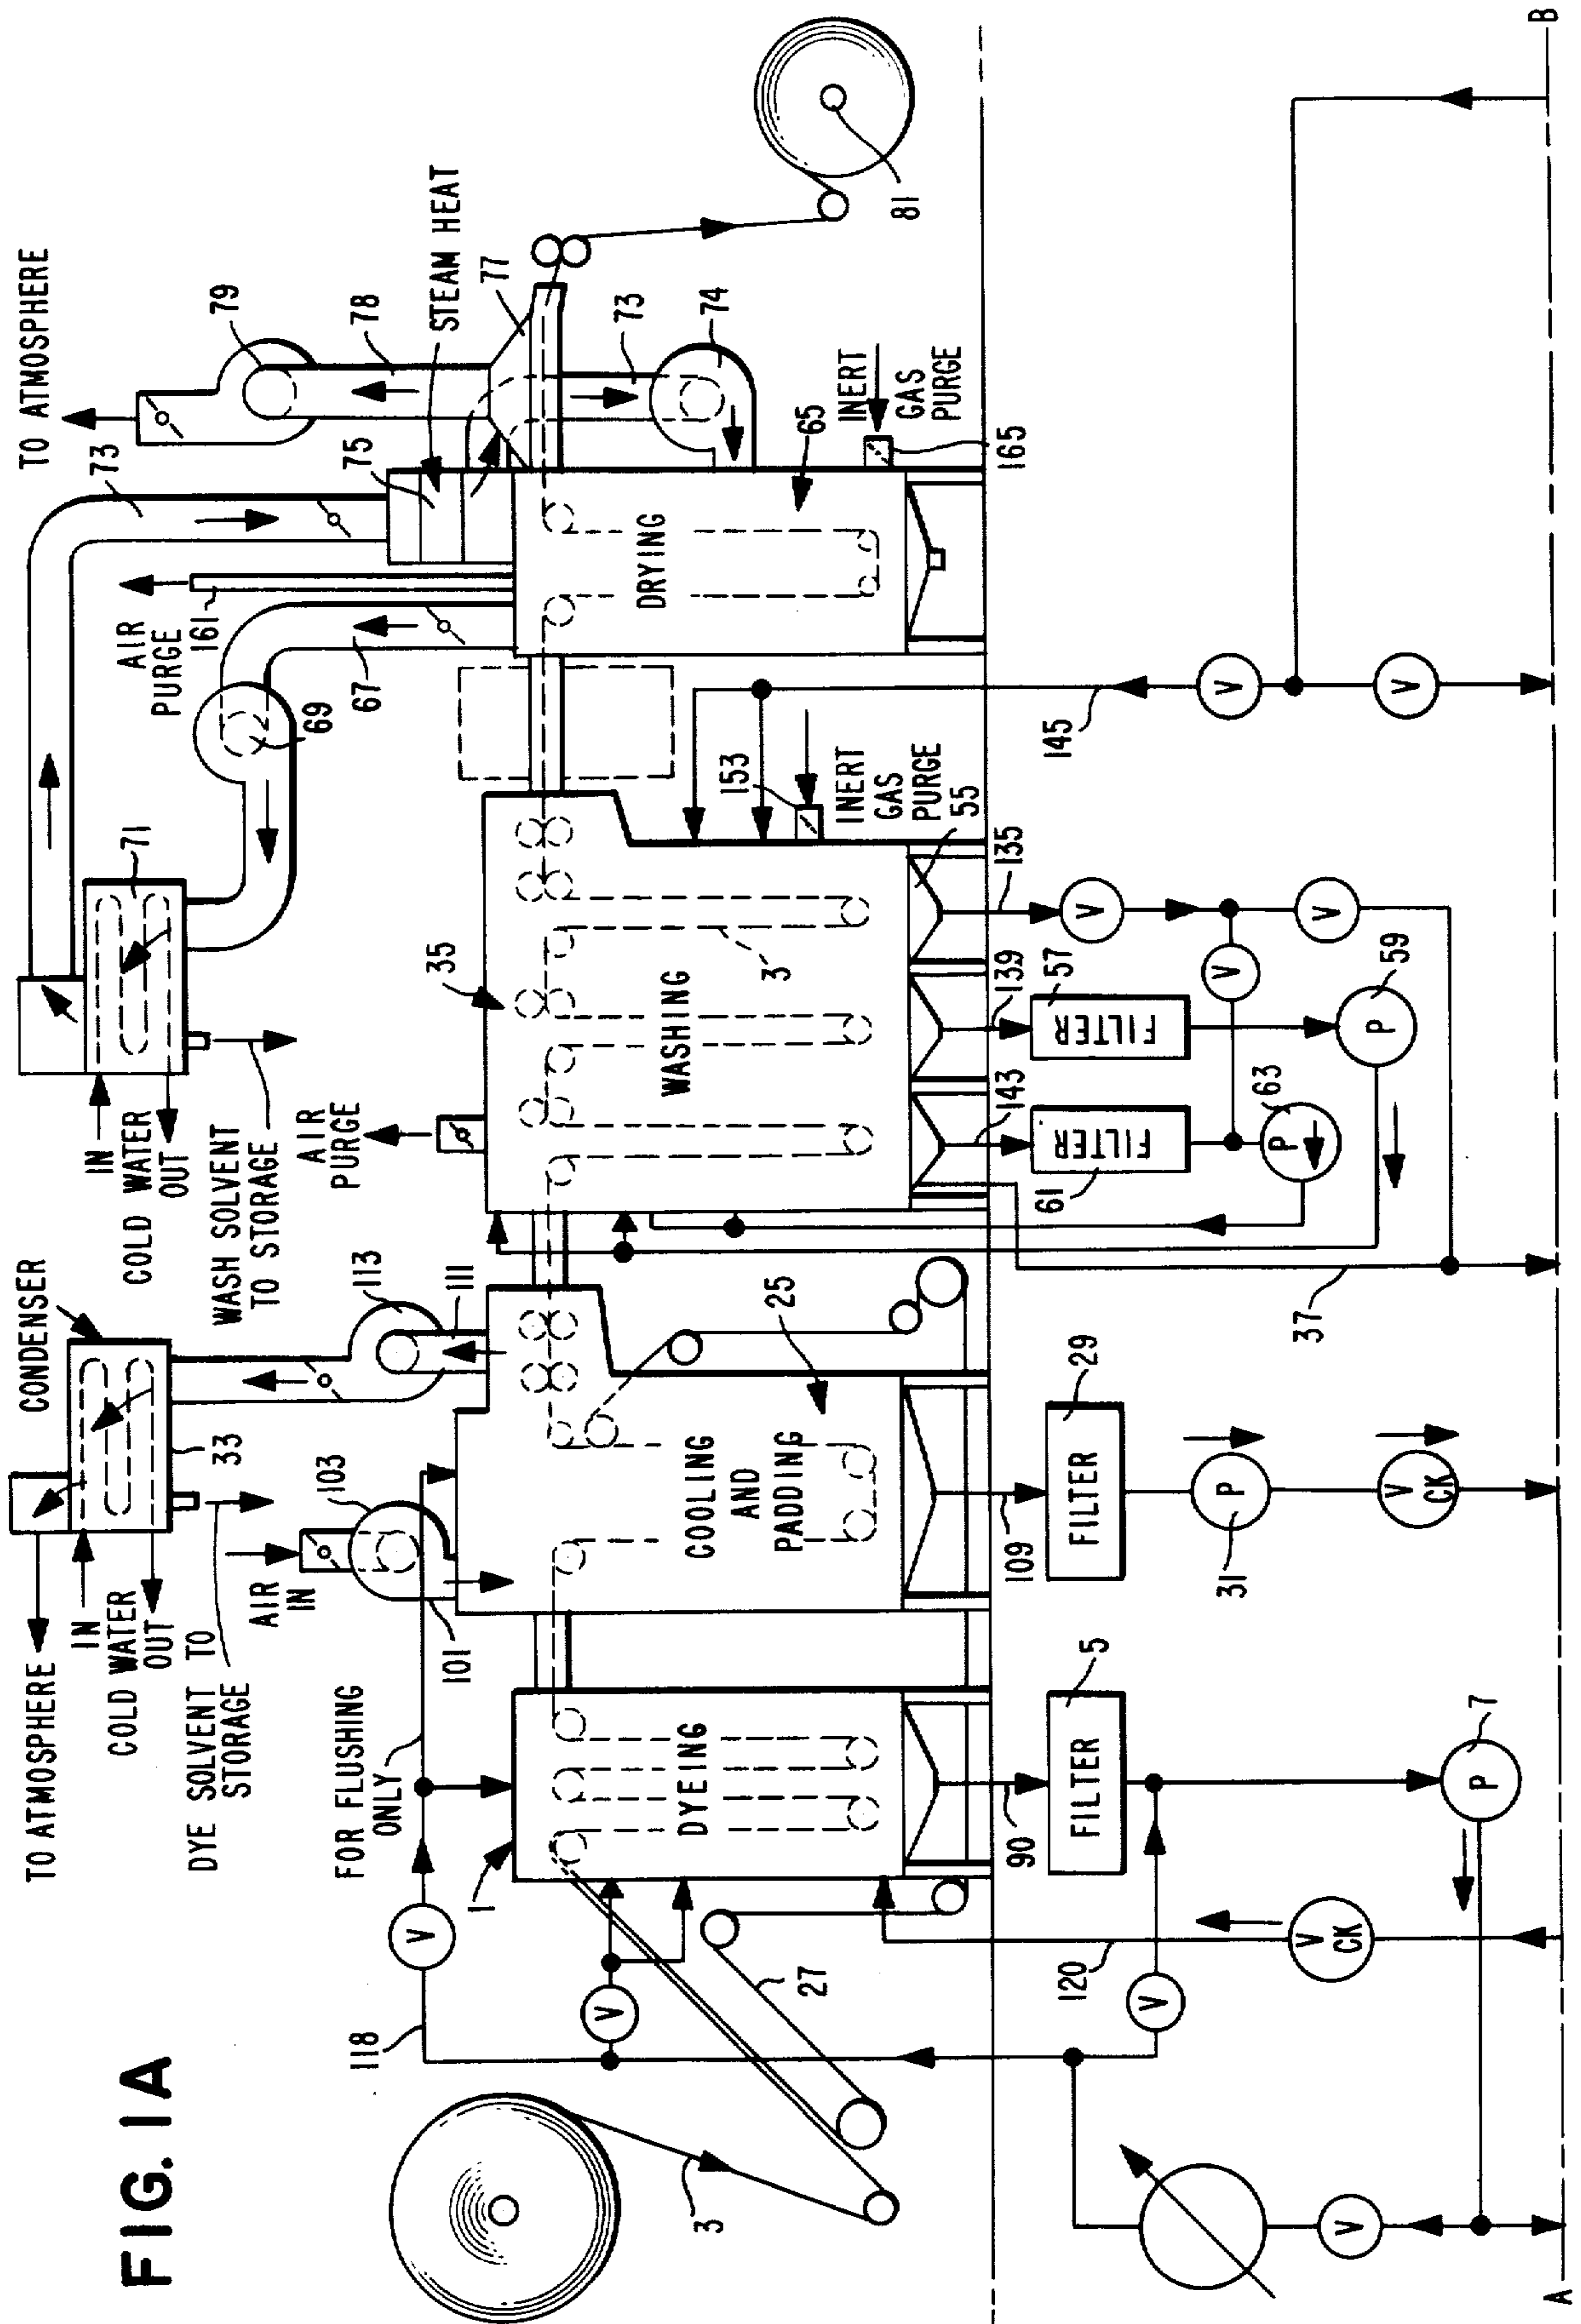 FIG. 1A
TO ATMOSPHERE
IN
COLD WATER
OUT
DYE SOLVENT TO
STORAGE
AIR
IN
CONDENSER
33
103
101
113
111
FOR FLUSHING
ONLY
118
1
V
V
3
27
DYEING
COOLING
AND
PADDING
25
IN
COLD WATER
OUT
WASH SOLVENT
TO STORAGE
71
69
AIR
PURGE
35
WASHING
3
AIR
PURGE
161
67
73
TO ATMOSPHERE
79
78
75
STEAM HEAT
77
73
74
DRYING
65
INERT
GAS
PURGE
165
81
153
INERT
GAS
PURGE
55
90
FILTER
5
V
120
V
CK
P
7
V
A
109
FILTER
29
P
31
V
CK
37
143
FILTER
61
P
63
139
FILTER
57
P
59
135
V
V
V
145
V
V
B